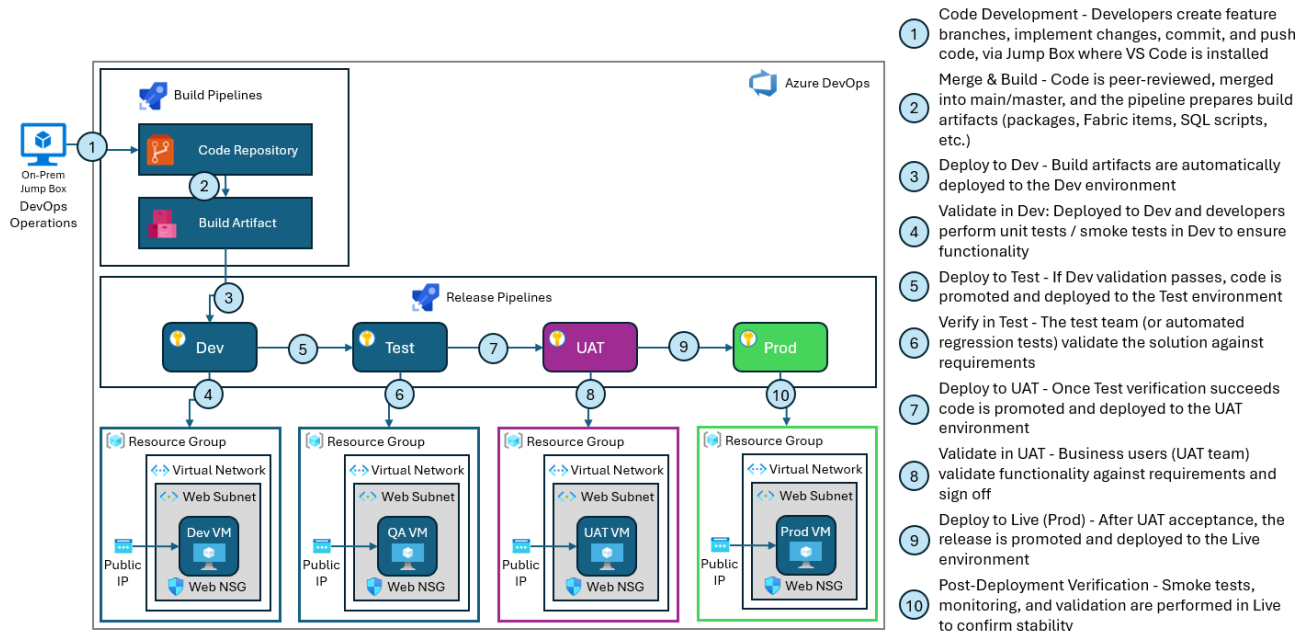 Azure DevOps
Build Pipelines
Code Repository
Build Artifact
On-Prem
Jump Box
DevOps
Operations
1
2
3
Release Pipelines
Dev
5
Test
7
UAT
9
Prod
4
6
8
10
Resource Group
Virtual Network
Web Subnet
Dev VM
Public
IP
Web NSG
Resource Group
Virtual Network
Web Subnet
QA VM
Public
IP
Web NSG
Resource Group
Virtual Network
Web Subnet
UAT VM
Public
IP
Web NSG
Resource Group
Virtual Network
Web Subnet
Prod VM
Public
IP
Web NSG
1
Code Development - Developers create feature
branches, implement changes, commit, and push
code, via Jump Box where VS Code is installed
2
Merge & Build - Code is peer-reviewed, merged
into main/master, and the pipeline prepares build
artifacts (packages, Fabric items, SQL scripts,
etc.)
3
Deploy to Dev - Build artifacts are automatically
deployed to the Dev environment
4
Validate in Dev: Deployed to Dev and developers
perform unit tests / smoke tests in Dev to ensure
functionality
5
Deploy to Test - If Dev validation passes, code is
promoted and deployed to the Test environment
6
Verify in Test - The test team (or automated
regression tests) validate the solution against
requirements
7
Deploy to UAT - Once Test verification succeeds
code is promoted and deployed to the UAT
environment
8
Validate in UAT - Business users (UAT team)
validate functionality against requirements and
sign off
9
Deploy to Live (Prod) - After UAT acceptance, the
release is promoted and deployed to the Live
environment
10
Post-Deployment Verification - Smoke tests,
monitoring, and validation are performed in Live
to confirm stability